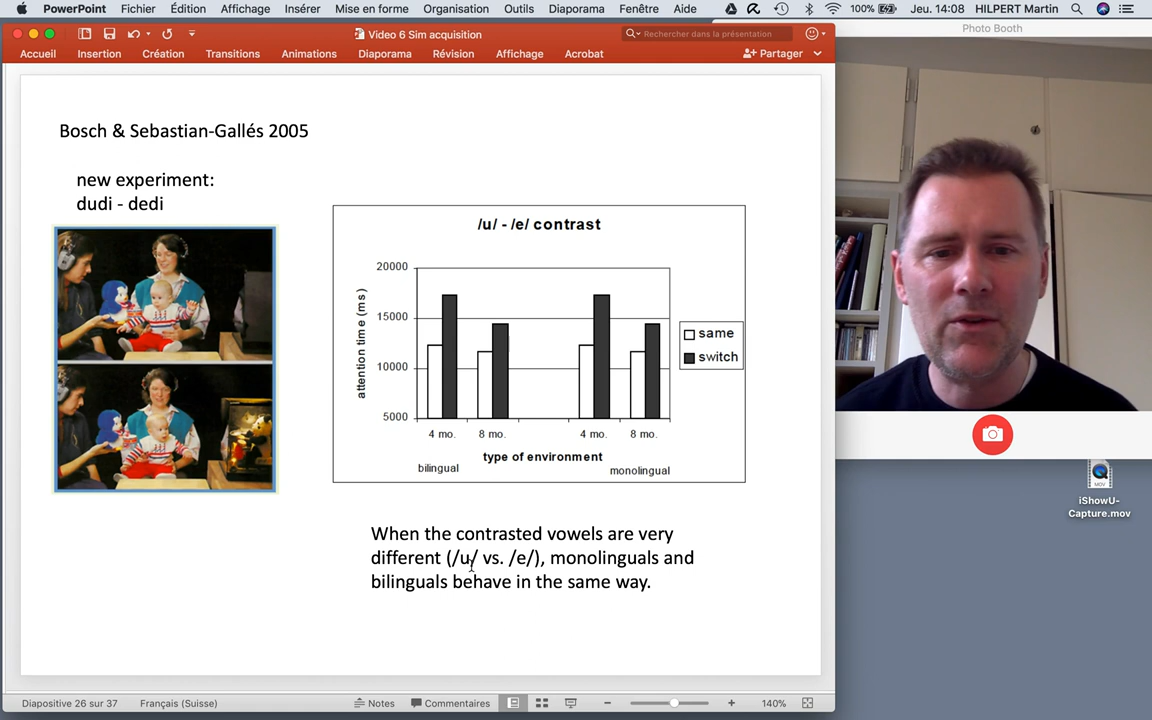 PowerPoint Fichier Édition Affichage Insérer Mise en forme Organisation Outils Diaporama Fenêtre Aide 100% Jeu. 14:08 HILPERT Martin
Photo Booth
Video 6 Sim acquisition
Rechercher dans la présentation
Accueil Insertion Création Transitions Animations Diaporama Révision Affichage Acrobat Partager
Bosch & Sebastian-Gallés 2005
new experiment:
dudi - dedi
/u/ - /e/ contrast
20000
15000
10000
5000
attention time (ms)
same
switch
4 mo. 8 mo. 4 mo. 8 mo.
type of environment
bilingual monolingual
When the contrasted vowels are very
different (/u/ vs. /e/), monolinguals and
bilinguals behave in the same way.
MOV
iShowU-
Capture.mov
Diapositive 26 sur 37 Français (Suisse) Notes Commentaires 140%